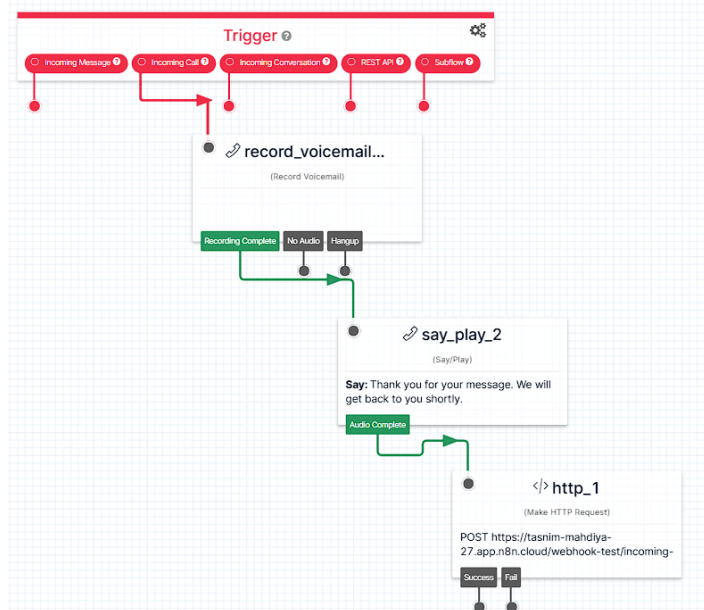 Trigger ?
Incoming Message ? Incoming Call ? Incoming Conversation ? REST API ? Subflow ?
record_voicemail...
(Record Voicemail)
Recording Complete No Audio Hangup
say_play_2
(Say/Play)
Say: Thank you for your message. We will
get back to you shortly.
Audio Complete
</> http_1
(Make HTTP Request)
POST https://tasnim-mahdiya-
27.app.n8n.cloud/webhook-test/incoming-
Success Fail